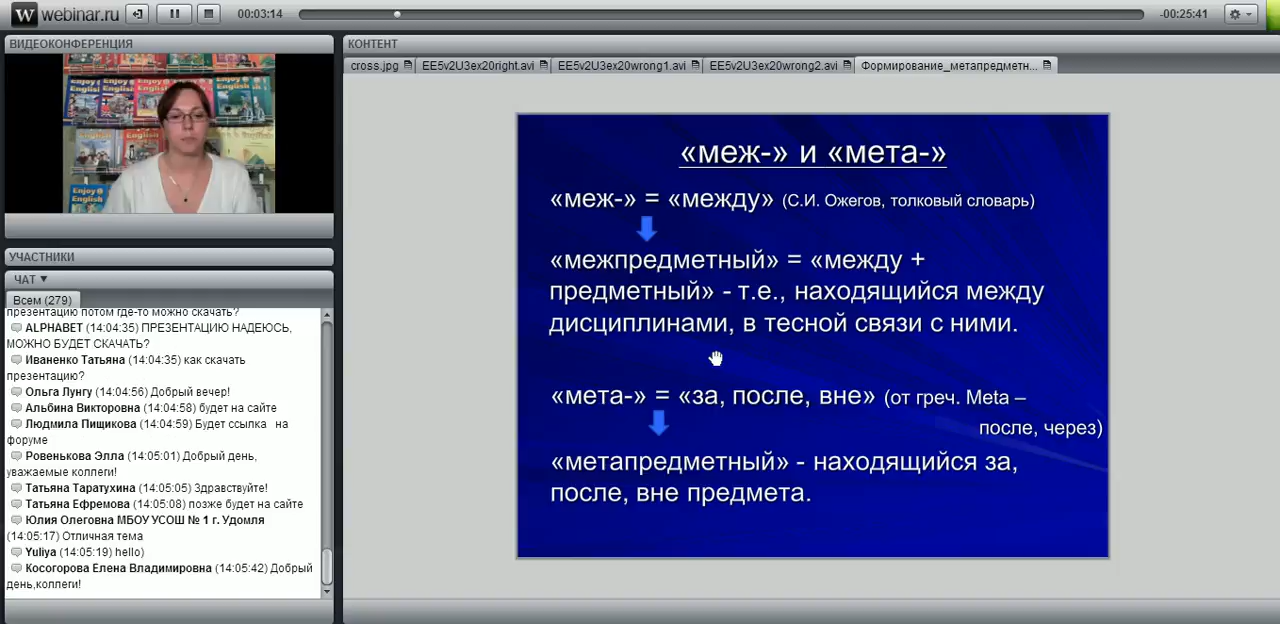 webinar.ru
00:03:14
-00:25:41
ВИДЕОКОНФЕРЕНЦИЯ
КОНТЕНТ
cross.jpg
EE5v2U3ex20right.avi
EE5v2U3ex20wrong1.avi
EE5v2U3ex20wrong2.avi
Формирование_метапредметн...
English
English
Enjoy
English
Enjoy
English
УЧАСТНИКИ
ЧАТ
Всем (279)
презентацию потом где-то можно скачать?
ALPHABET (14:04:35) ПРЕЗЕНТАЦИЮ НАДЕЮСЬ,
МОЖНО БУДЕТ СКАЧАТЬ?
Иваненко Татьяна (14:04:35) как скачать
презентацию?
Ольга Лунгу (14:04:56) Добрый вечер!
Альбина Викторовна (14:04:58) будет на сайте
Людмила Пищикова (14:04:59) Будет ссылка на
форуме
Ровенькова Элла (14:05:01) Добрый день,
уважаемые коллеги!
Татьяна Таратухина (14:05:05) Здравствуйте!
Татьяна Ефремова (14:05:08) позже будет на сайте
Юлия Олеговна МБОУ УСОШ № 1 г. Удомля
(14:05:17) Отличная тема
Yuliya (14:05:19) hello)
Косогорова Елена Владимировна (14:05:42) Добрый
день,коллеги!
«меж-» и «мета-»
«меж-» = «между» (С.И. Ожегов, толковый словарь)
«межпредметный» = «между +
предметный» - т.е., находящийся между
дисциплинами, в тесной связи с ними.
«мета-» = «за, после, вне» (от греч. Meta –
после, через)
«метапредметный» - находящийся за,
после, вне предмета.